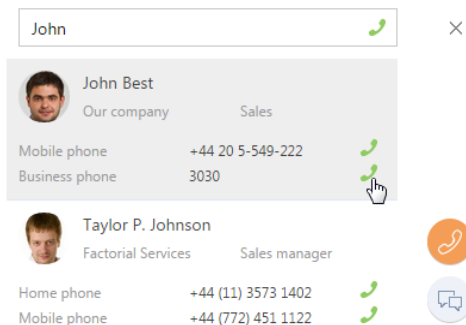 John
John Best
Our company Sales
Mobile phone +44 20 5-549-222
Business phone 3030
Taylor P. Johnson
Factorial Services Sales manager
Home phone +44 (11) 3573 1402
Mobile phone +44 (772) 451 1122